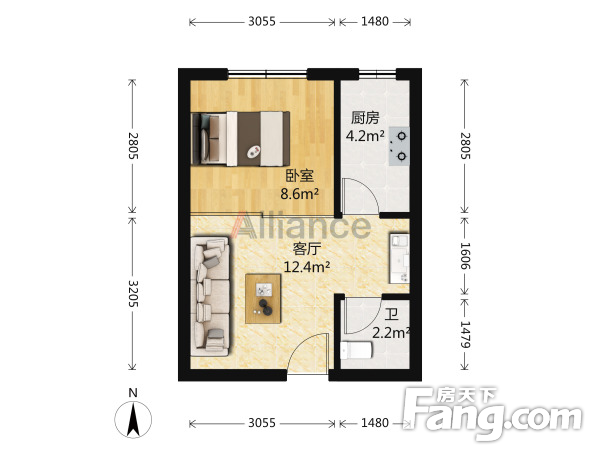 3055
1480
厨房
4.2m²
2805
2805
卧室
8.6m²
Alliance
客厅
12.4m²
1606
3205
卫
2.2m²
1479
N
3055
1480
房天下
Fang.com